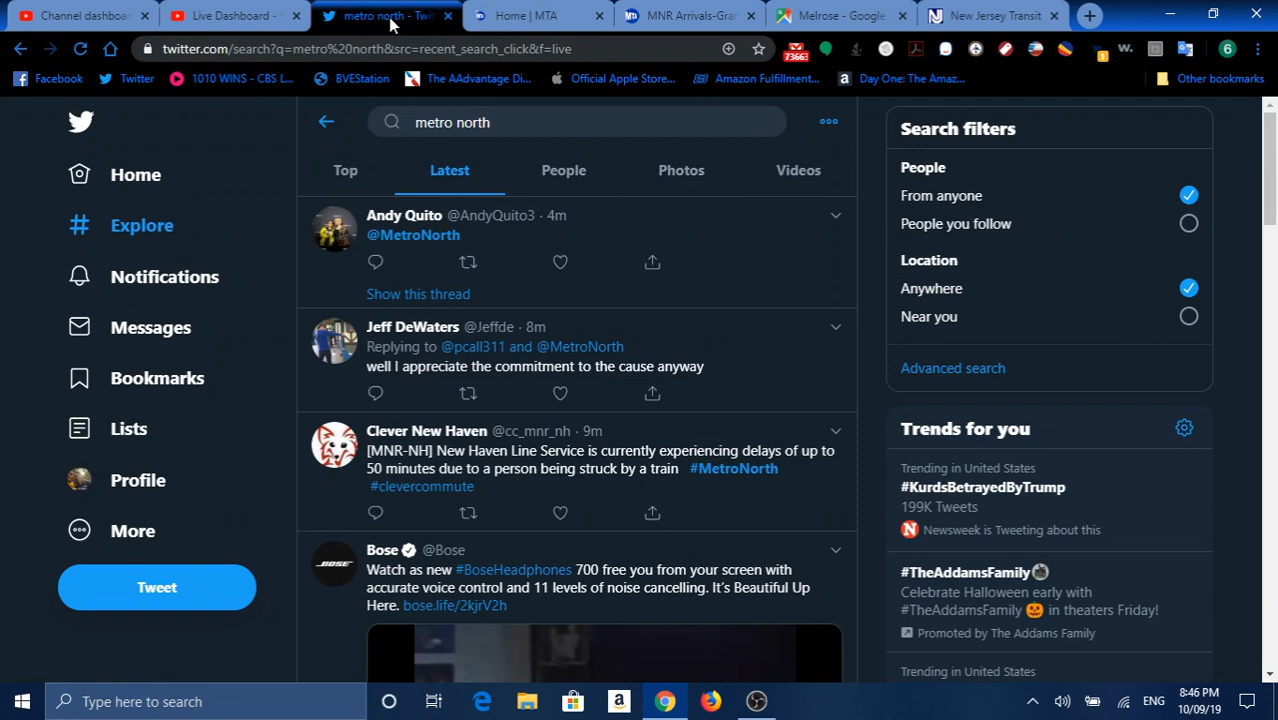 Channel dashboar
Live Dashboard - Y
metro north - Twit
Home | MTA
MNR Arrivals-Gran
Melrose - Google
New Jersey Transit
twitter.com/search?q=metro%20north&src=recent_search_click&f=live
7366
6
Facebook
Twitter
1010 WINS - CBS L...
BVEStation
The AAdvantage Di...
Official Apple Store...
Amazon Fulfillment...
Day One: The Amaz...
Other bookmarks
metro north
Top
Latest
People
Photos
Videos
Home
Explore
Notifications
Messages
Bookmarks
Lists
Profile
More
Tweet
Andy Quito @AndyQuito3 · 4m
@MetroNorth
Show this thread
Jeff DeWaters @Jeffde · 8m
Replying to @pcall311 and @MetroNorth
well I appreciate the commitment to the cause anyway
Clever New Haven @cc_mnr_nh · 9m
[MNR-NH] New Haven Line Service is currently experiencing delays of up to
50 minutes due to a person being struck by a train #MetroNorth
#clevercommute
BOSE
Bose @Bose
Watch as new #BoseHeadphones 700 free you from your screen with
accurate voice control and 11 levels of noise cancelling. It's Beautiful Up
Here. bose.life/2kjrV2h
Search filters
People
From anyone
People you follow
Location
Anywhere
Near you
Advanced search
Trends for you
Trending in United States
#KurdsBetrayedByTrump
199K Tweets
Newsweek is Tweeting about this
#TheAddamsFamily
Celebrate Halloween early with
#TheAddamsFamily 🎃 in theaters Friday!
Promoted by The Addams Family
Trending in United States
Type here to search
ENG
8:46 PM
10/09/19